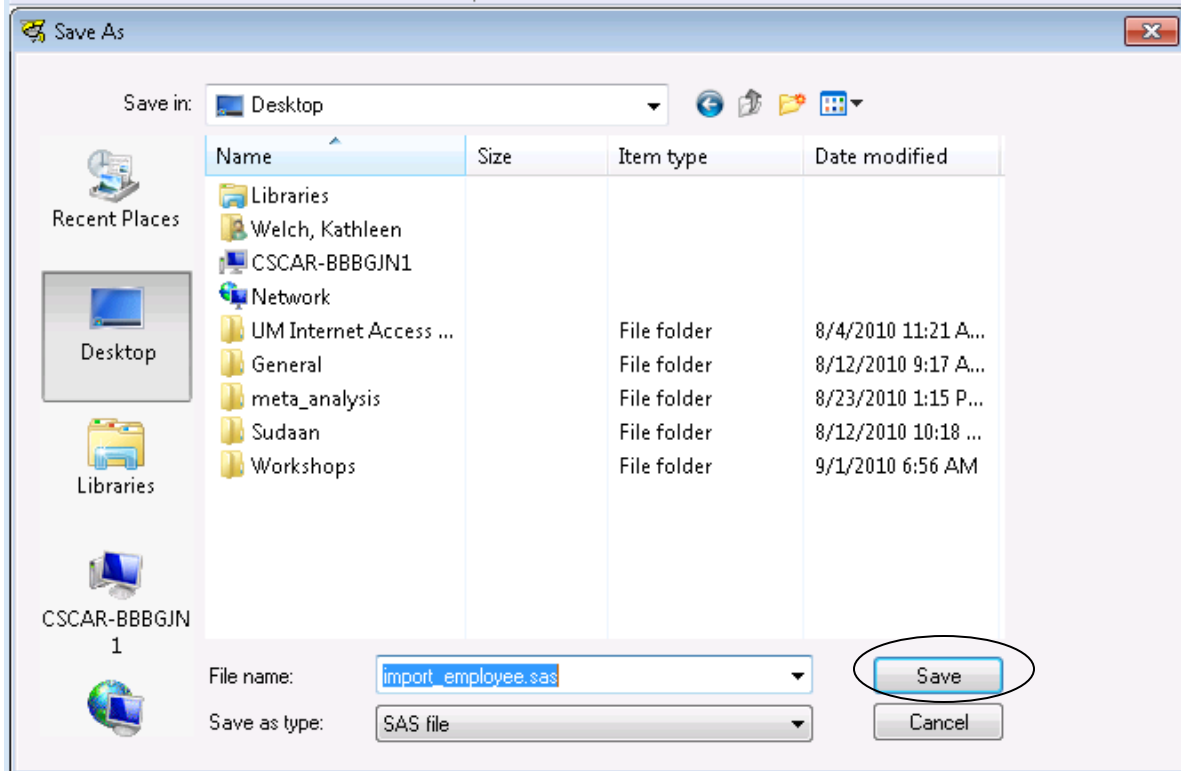 Save As
Save in: Desktop
Name Size Item type Date modified
Recent Places
Desktop
Libraries
CSCAR-BBBGJN
1
Libraries
Welch, Kathleen
CSCAR-BBBGJN1
Network
UM Internet Access ... File folder 8/4/2010 11:21 A...
General File folder 8/12/2010 9:17 A...
meta_analysis File folder 8/23/2010 1:15 P...
Sudaan File folder 8/12/2010 10:18 ...
Workshops File folder 9/1/2010 6:56 AM
File name: import_employee.sas Save
Save as type: SAS file Cancel